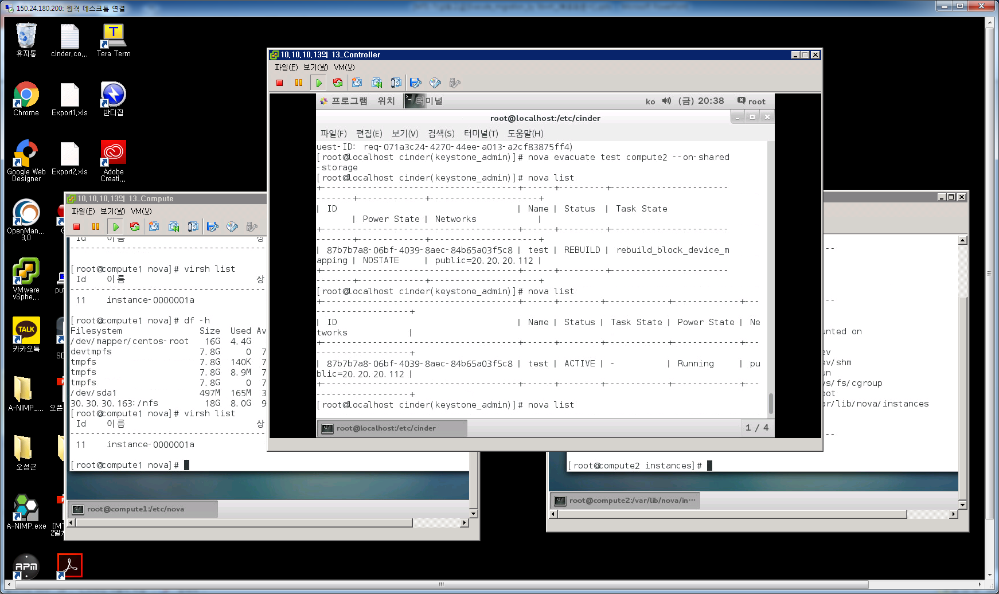 150.24.180.200: 원격 데스크톱 연결
휴지통
cinder.co...
Tera Term
Chrome
Export1.xls
반디집
Google Web
Designer
Export2.xls
Adobe
Creati...
OpenMan...
3.0
VMware
vSphe...
카카오톡
A-NIMP_...
오성근
A-NIMP.exe
APM
T
TALK
10.10.10.13의 13_Controller
파일(F) 보기(W) VM(V)
프로그램 위치 터미널
ko (금) 20:38 root
root@localhost:/etc/cinder
파일(F) 편집(E) 보기(V) 검색(S) 터미널(T) 도움말(H)
uest-ID: req-071a3c24-4270-44ee-a013-a2cf83875ff4)
[root@localhost cinder(keystone_admin)]# nova evacuate test compute2 --on-shared
-storage
[root@localhost cinder(keystone_admin)]# nova list
| ID | Name | Status | Task State
| Power State | Networks |
| 87b7b7a8-06bf-4039-8aec-84b65a03f5c8 | test | REBUILD | rebuild_block_device_m
apping | NOSTATE | public=20.20.20.112 |
[root@localhost cinder(keystone_admin)]# nova list
| ID | Name | Status | Task State | Power State | Ne
tworks |
| 87b7b7a8-06bf-4039-8aec-84b65a03f5c8 | test | ACTIVE | - | Running | pu
blic=20.20.20.112 |
[root@localhost cinder(keystone_admin)]# nova list
root@localhost:/etc/cinder
1 / 4
10.10.10.13의 13_Compute
파일(F) 보기(W) VM(V)
Id 이름 상
[root@compute1 nova]# virsh list
Id 이름 상
11 instance-0000001a
[root@compute1 nova]# df -h
Filesystem Size Used Av
/dev/mapper/centos-root 16G 4.4G
devtmpfs 7.8G 0 7
tmpfs 7.8G 140K 7
tmpfs 7.8G 8.9M 7
tmpfs 7.8G 0 7
/dev/sda1 497M 165M 3
30.30.30.163:/nfs 18G 8.0G 9
[root@compute1 nova]# virsh list
Id 이름 상
11 instance-0000001a
[root@compute1 nova]#
root@compute1:/etc/nova
unted on
ev
ev/shm
un
ys/fs/cgroup
oot
ar/lib/nova/instances
[root@compute2 instances]#
root@compute2:/var/lib/nova/in···